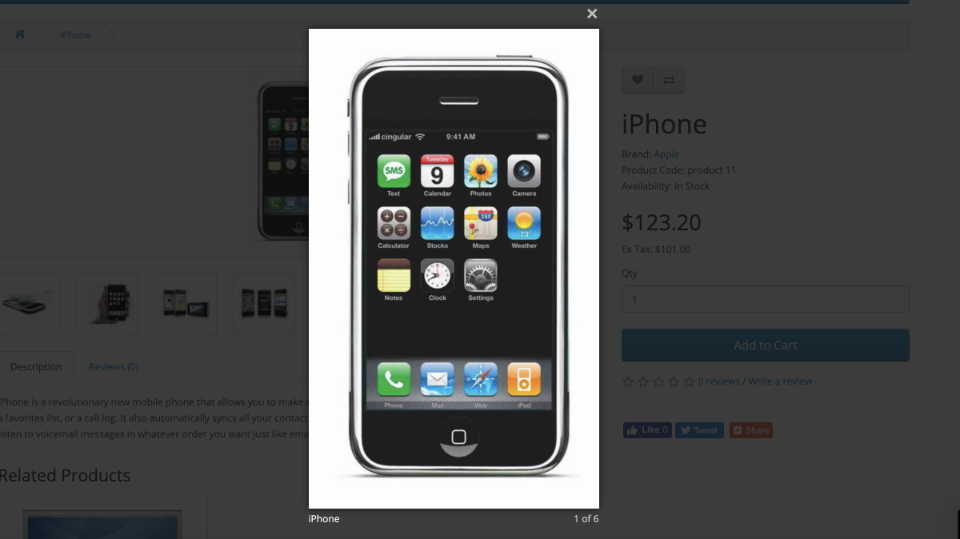 ×
iPhone
cingular 9:41 AM
SMS
Tuesday
9
280
73°
Text Calendar Photos Camera
Calculator Stocks Maps Weather
Notes Clock Settings
Phone Mail Web iPod
iPhone
1 of 6
iPhone
Brand: Apple
Product Code: product 11
Availability: In Stock
$123.20
Ex Tax: $101.00
Qty
1
Add to Cart
0 reviews / Write a review
Like 0 Tweet Share
Description Reviews (0)
Phone is a revolutionary new mobile phone that allows you to make
favorites list, or a call log. It also automatically syncs all your contact
listen to voicemail messages in whatever order you want just like ema
Related Products